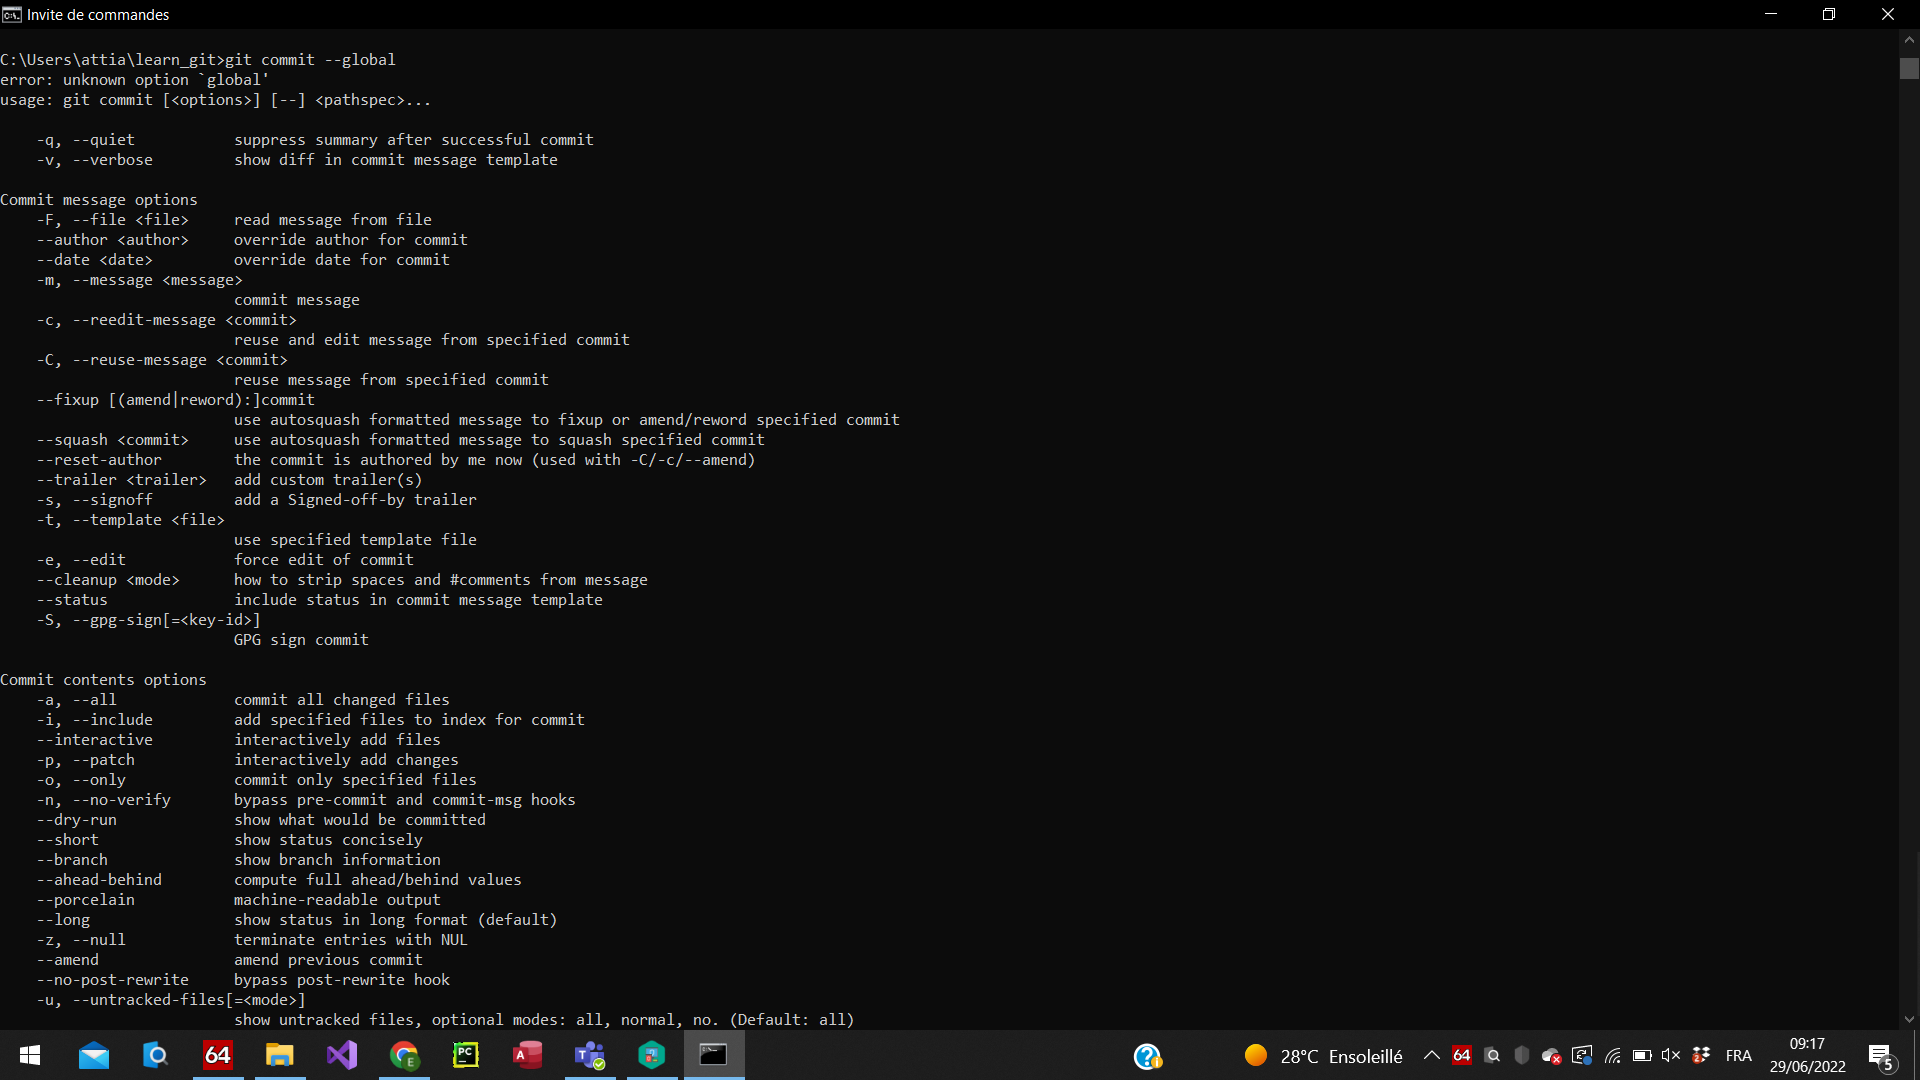 Invite de commandes
C:\Users\attia\learn_git>git commit --global
error: unknown option `global'
usage: git commit [<options>] [--] <pathspec>...
-q, --quiet suppress summary after successful commit
-v, --verbose show diff in commit message template
Commit message options
-F, --file <file> read message from file
--author <author> override author for commit
--date <date> override date for commit
-m, --message <message>
commit message
-c, --reedit-message <commit>
reuse and edit message from specified commit
-C, --reuse-message <commit>
reuse message from specified commit
--fixup [(amend|reword):]commit
use autosquash formatted message to fixup or amend/reword specified commit
--squash <commit> use autosquash formatted message to squash specified commit
--reset-author the commit is authored by me now (used with -C/-c/--amend)
--trailer <trailer> add custom trailer(s)
-s, --signoff add a Signed-off-by trailer
-t, --template <file>
use specified template file
-e, --edit force edit of commit
--cleanup <mode> how to strip spaces and #comments from message
--status include status in commit message template
-S, --gpg-sign[=<key-id>]
GPG sign commit
Commit contents options
-a, --all commit all changed files
-i, --include add specified files to index for commit
--interactive interactively add files
-p, --patch interactively add changes
-o, --only commit only specified files
-n, --no-verify bypass pre-commit and commit-msg hooks
--dry-run show what would be committed
--short show status concisely
--branch show branch information
--ahead-behind compute full ahead/behind values
--porcelain machine-readable output
--long show status in long format (default)
-z, --null terminate entries with NUL
--amend amend previous commit
--no-post-rewrite bypass post-rewrite hook
-u, --untracked-files[=<mode>]
show untracked files, optional modes: all, normal, no. (Default: all)
64 E PC A T 28°C Ensoleillé 64 2 FRA 09:17 5
29/06/2022